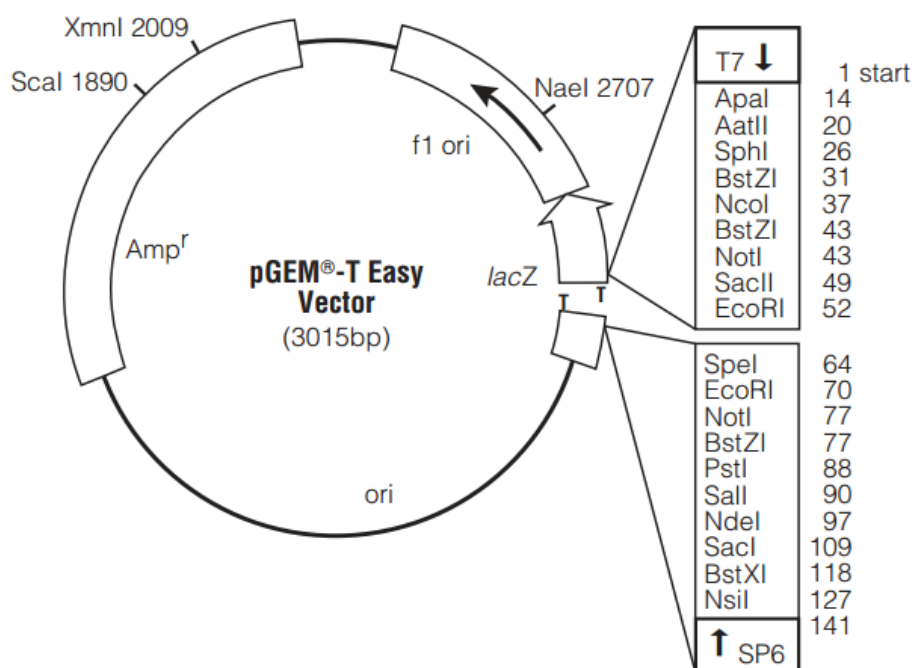 XmnI 2009
ScaI 1890
NaeI 2707
f1 ori
Ampʳ
pGEM®-T Easy
Vector
(3015bp)
lacZ
T T
ori
T7 ↓
1 start
ApaI 14
AatII 20
SphI 26
BstZI 31
NcoI 37
BstZI 43
NotI 43
SacII 49
EcoRI 52
SpeI 64
EcoRI 70
NotI 77
BstZI 77
PstI 88
SalI 90
NdeI 97
SacI 109
BstXI 118
NsiI 127
141
↑ SP6